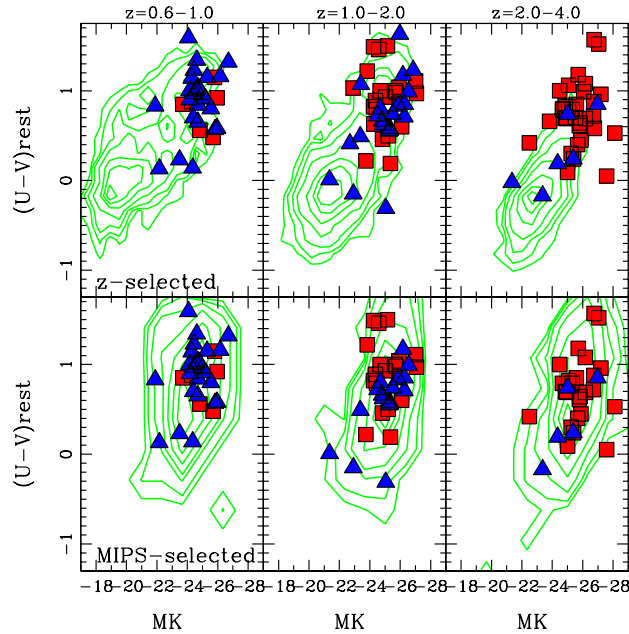 z=0.6-1.0 z=1.0-2.0 z=2.0-4.0
1
(U-V)rest
0
-1
z-selected
1
(U-V)rest
0
-1
MIPS-selected
-18-20-22-24-26-28 -18-20-22-24-26-28 -18-20-22-24-26-28
MK MK MK